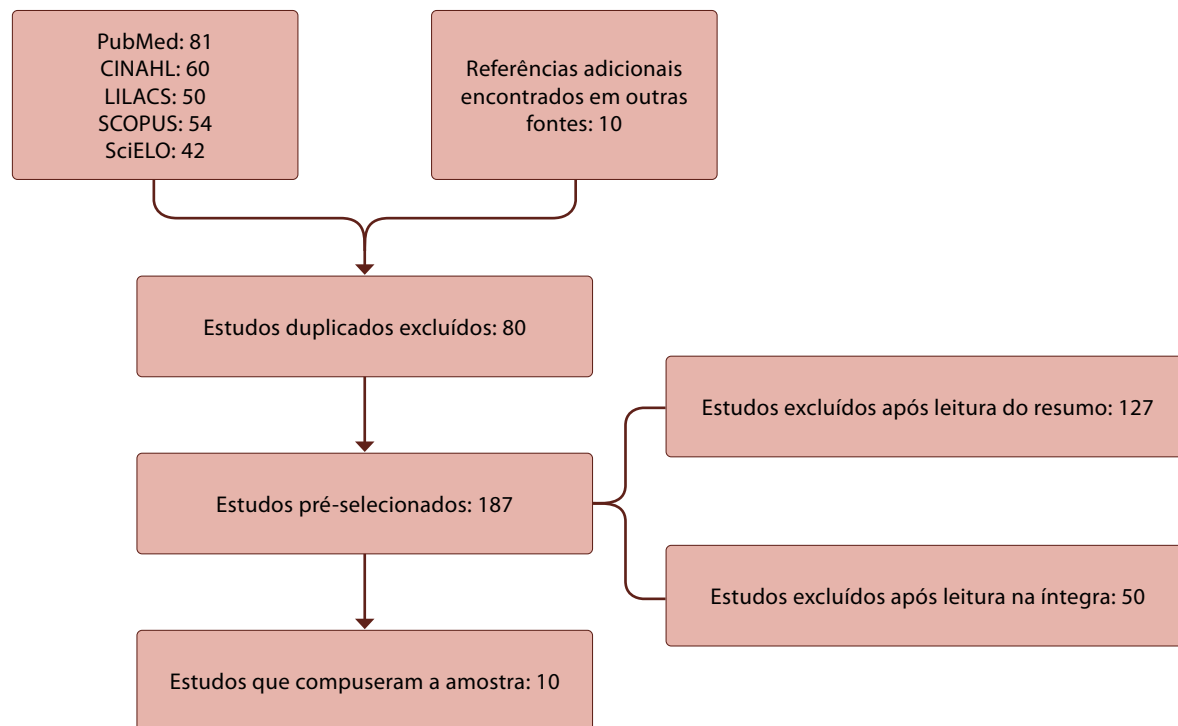 PubMed: 81
CINAHL: 60
LILACS: 50
SCOPUS: 54
SciELO: 42
Referências adicionais
encontrados em outras
fontes: 10
Estudos duplicados excluídos: 80
Estudos excluídos após leitura do resumo: 127
Estudos pré-selecionados: 187
Estudos excluídos após leitura na íntegra: 50
Estudos que compuseram a amostra: 10